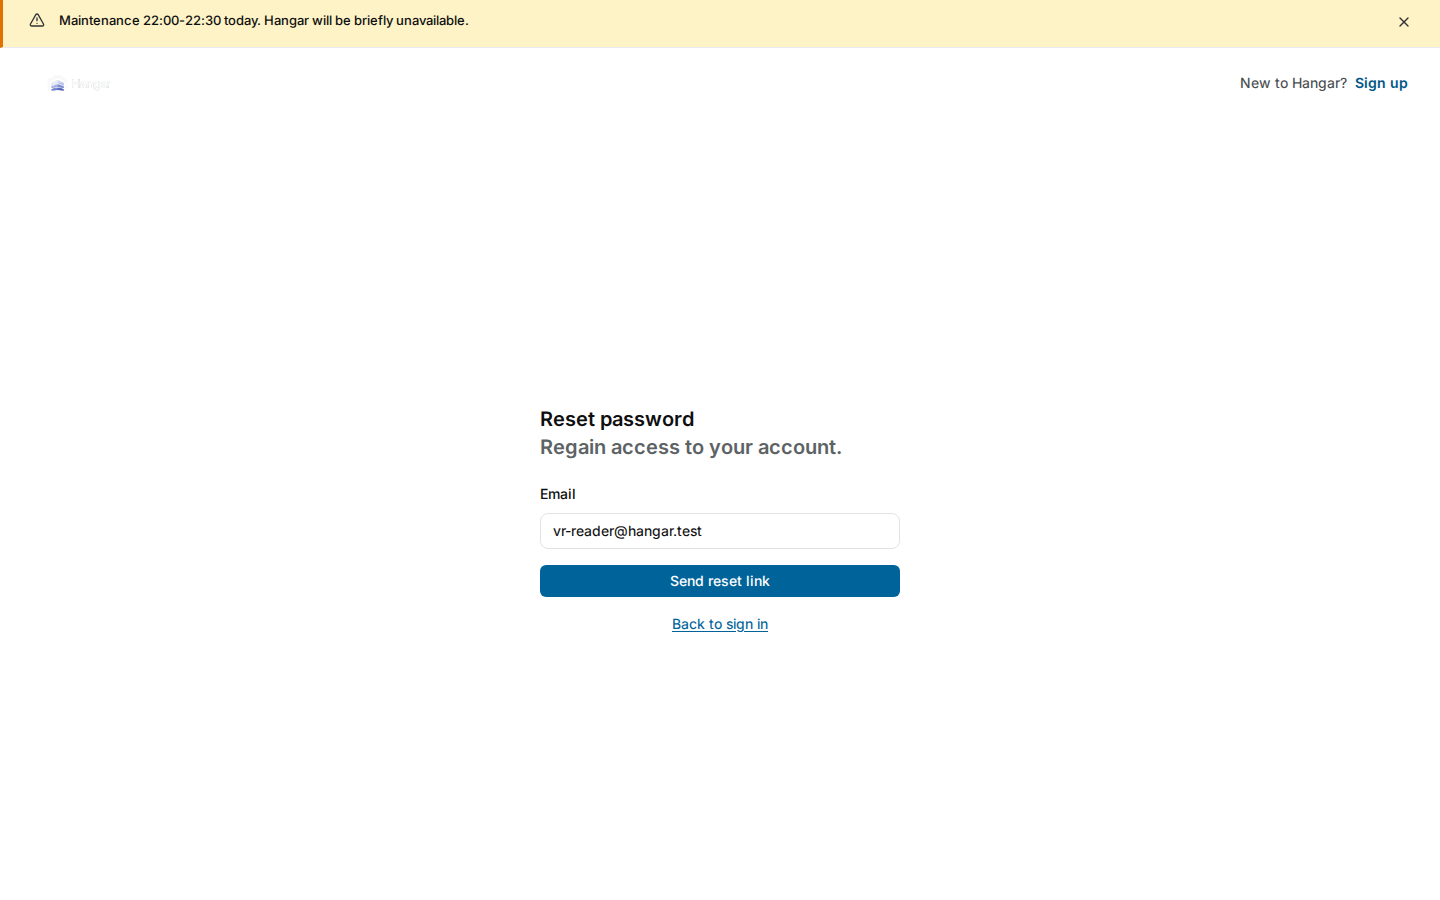 Maintenance 22:00-22:30 today. Hangar will be briefly unavailable.
Hangar
New to Hangar? Sign up
Reset password
Regain access to your account.
Email
vr-reader@hangar.test
Send reset link
Back to sign in